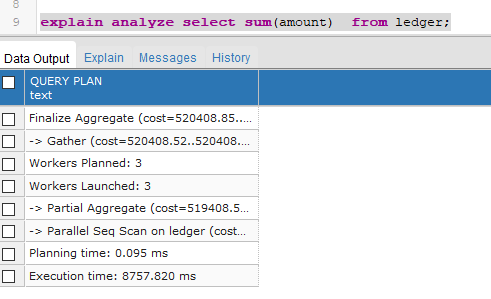 8
9 explain analyze select sum(amount) from ledger;
Data Output Explain Messages History
QUERY PLAN
text
Finalize Aggregate (cost=520408.85..…
-> Gather (cost=520408.52..520408.…
Workers Planned: 3
Workers Launched: 3
-> Partial Aggregate (cost=519408.5…
-> Parallel Seq Scan on ledger (cost…
Planning time: 0.095 ms
Execution time: 8757.820 ms